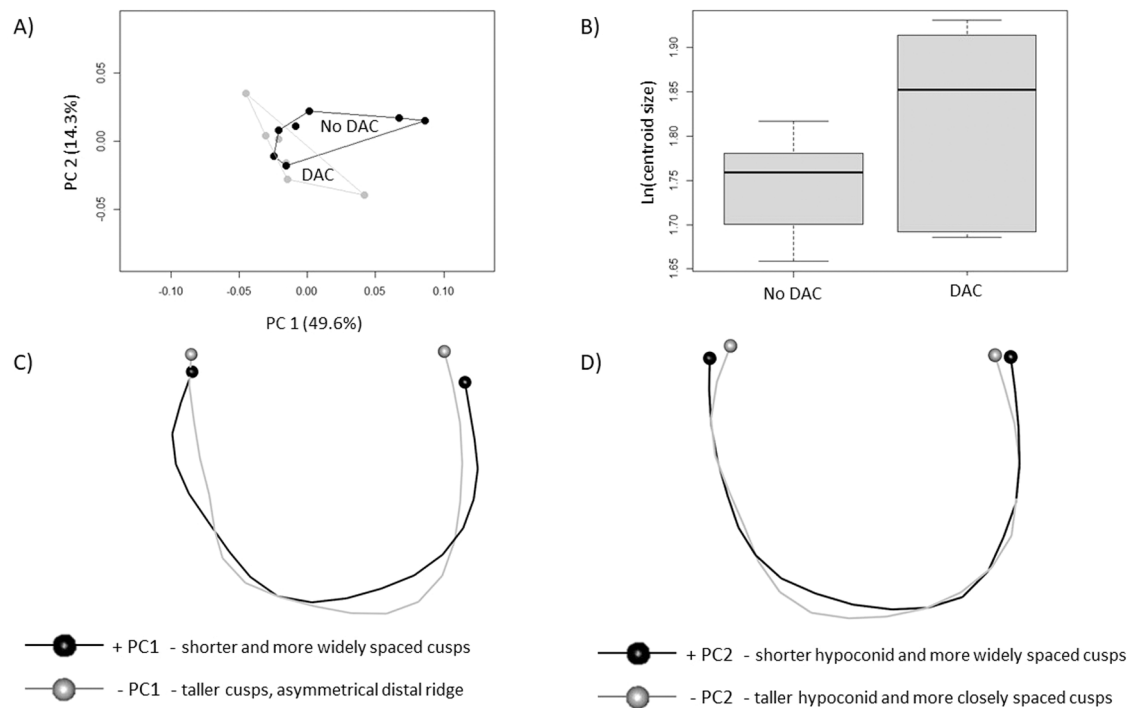 A)
PC 2 (14.3%)
0.05
0.00
-0.05
No DAC
DAC
-0.10
-0.05
0.00
0.05
0.10
PC 1 (49.6%)
B)
Ln(centroid size)
1.90
1.85
1.80
1.75
1.70
1.65
No DAC
DAC
C)
+ PC1 - shorter and more widely spaced cusps
- PC1 - taller cusps, asymmetrical distal ridge
D)
+ PC2 - shorter hypoconid and more widely spaced cusps
- PC2 - taller hypoconid and more closely spaced cusps